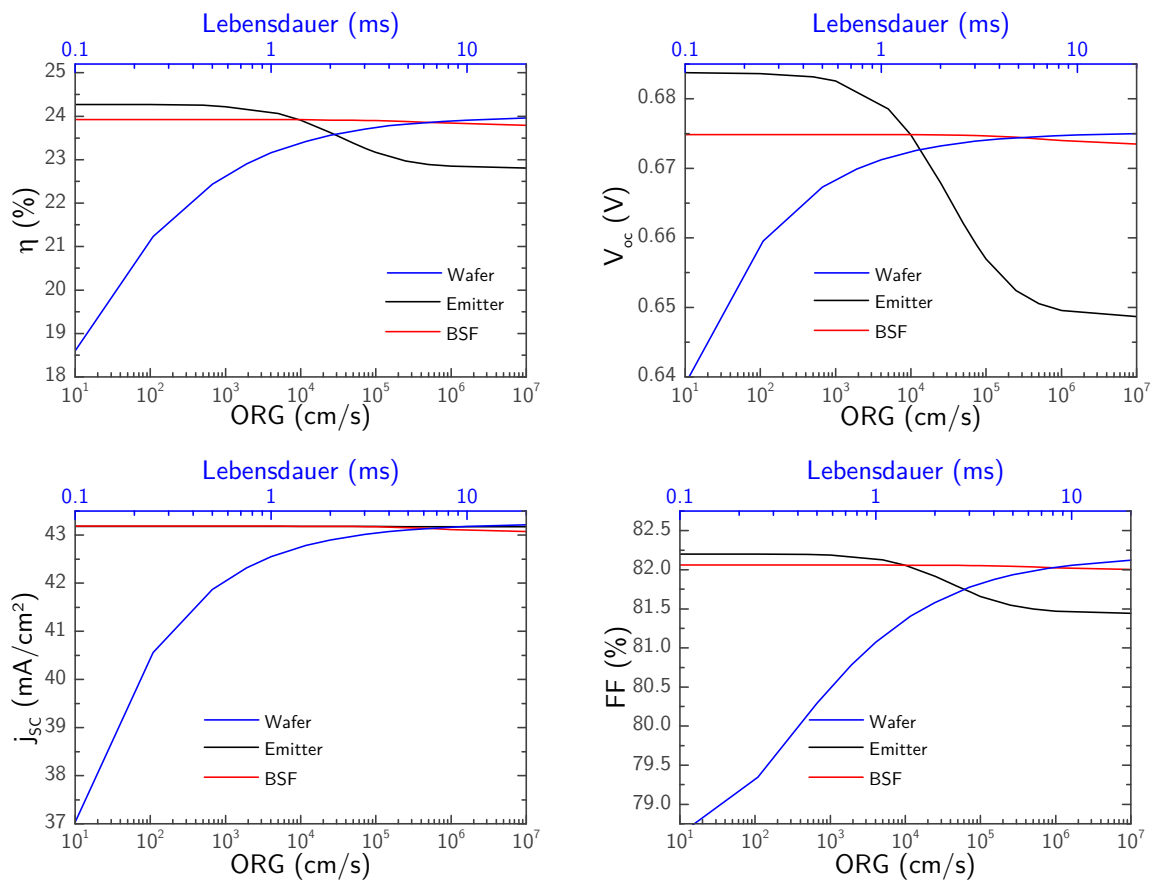 Lebensdauer (ms)
0.1 1 10
25
24
23
22
21
20
19
18
η (%)
Wafer
Emitter
BSF
10¹ 10² 10³ 10⁴ 10⁵ 10⁶ 10⁷
ORG (cm/s)
Lebensdauer (ms)
0.1 1 10
0.68
0.67
0.66
0.65
0.64
V_oc (V)
Wafer
Emitter
BSF
10¹ 10² 10³ 10⁴ 10⁵ 10⁶ 10⁷
ORG (cm/s)
Lebensdauer (ms)
0.1 1 10
43
42
41
40
39
38
37
j_SC (mA/cm²)
Wafer
Emitter
BSF
10¹ 10² 10³ 10⁴ 10⁵ 10⁶ 10⁷
ORG (cm/s)
Lebensdauer (ms)
0.1 1 10
82.5
82.0
81.5
81.0
80.5
80.0
79.5
79.0
FF (%)
Wafer
Emitter
BSF
10¹ 10² 10³ 10⁴ 10⁵ 10⁶ 10⁷
ORG (cm/s)